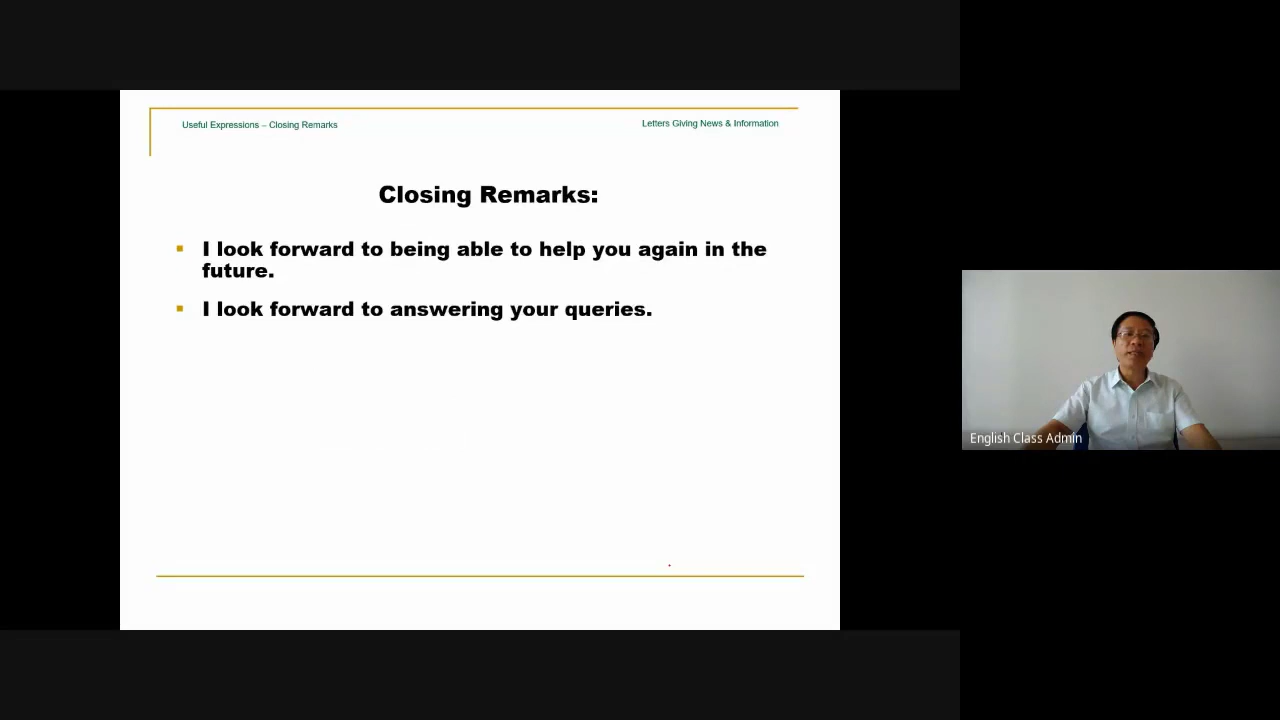 Useful Expressions – Closing Remarks
Letters Giving News & Information
Closing Remarks:
I look forward to being able to help you again in the
future.
I look forward to answering your queries.
English Class Admin